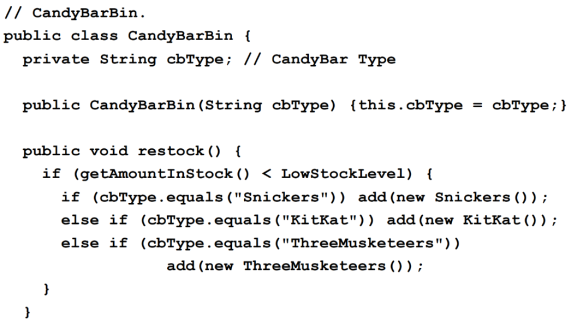 // CandyBarBin.
public class CandyBarBin {
  private String cbType; // CandyBar Type

  public CandyBarBin(String cbType) {this.cbType = cbType;}

  public void restock() {
    if (getAmountInStock() < LowStockLevel) {
      if (cbType.equals("Snickers")) add(new Snickers());
      else if (cbType.equals("KitKat")) add(new KitKat());
      else if (cbType.equals("ThreeMusketeers"))
                add(new ThreeMusketeers());
    }
  }